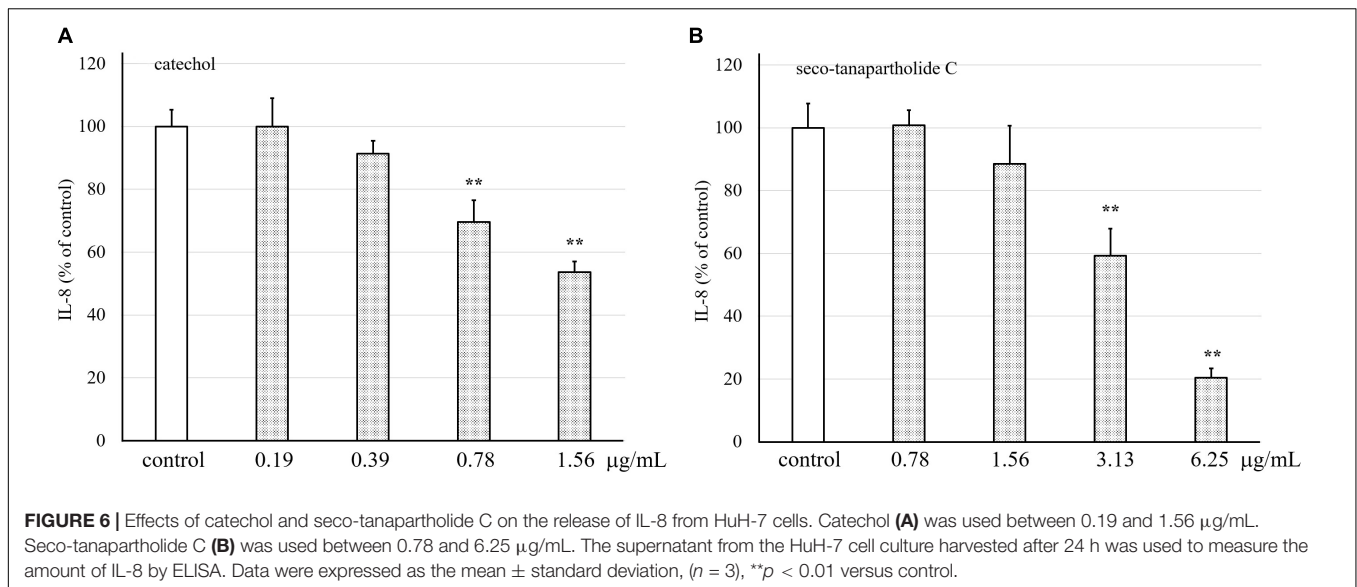 A
catechol
120
100
80
60
40
20
0
IL-8 (% of control)
**
**
control 0.19 0.39 0.78 1.56 μg/mL
B
seco-tanapartholide C
120
100
80
60
40
20
0
IL-8 (% of control)
**
**
control 0.78 1.56 3.13 6.25 μg/mL
FIGURE 6 | Effects of catechol and seco-tanapartholide C on the release of IL-8 from HuH-7 cells. Catechol (A) was used between 0.19 and 1.56 μg/mL.
Seco-tanapartholide C (B) was used between 0.78 and 6.25 μg/mL. The supernatant from the HuH-7 cell culture harvested after 24 h was used to measure the
amount of IL-8 by ELISA. Data were expressed as the mean ± standard deviation, (n = 3), **p < 0.01 versus control.